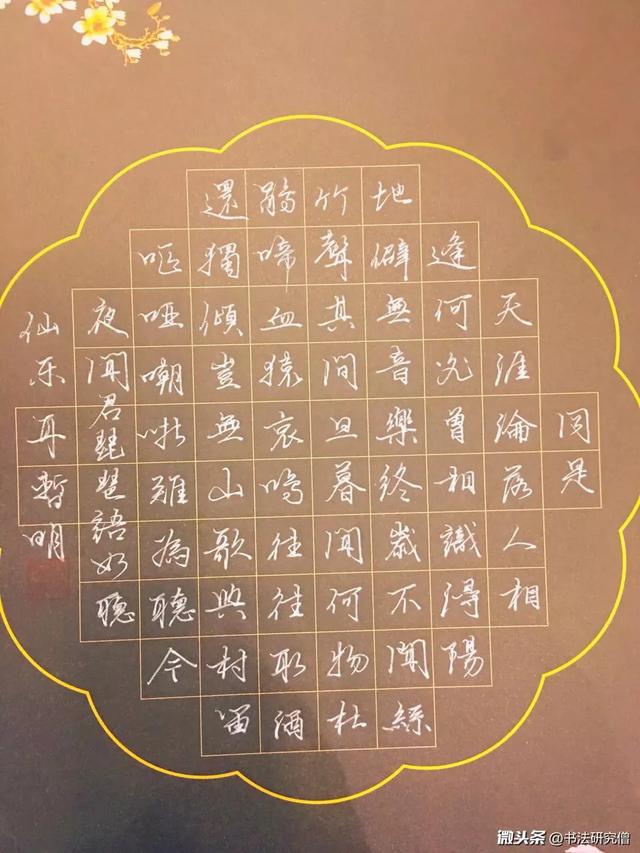 同是
天涯淪落人相
逢何必曾相識潯陽
地僻無音樂終歲不聞絲
竹聲其間旦暮聞何物杜
鵑啼血猿哀鳴往往取酒
還獨傾豈無山歌與村笛
嘔啞嘲哳難為聽今
夜聞君琵琶語如聽
仙乐耳暫明
微头条 @书法研究僧